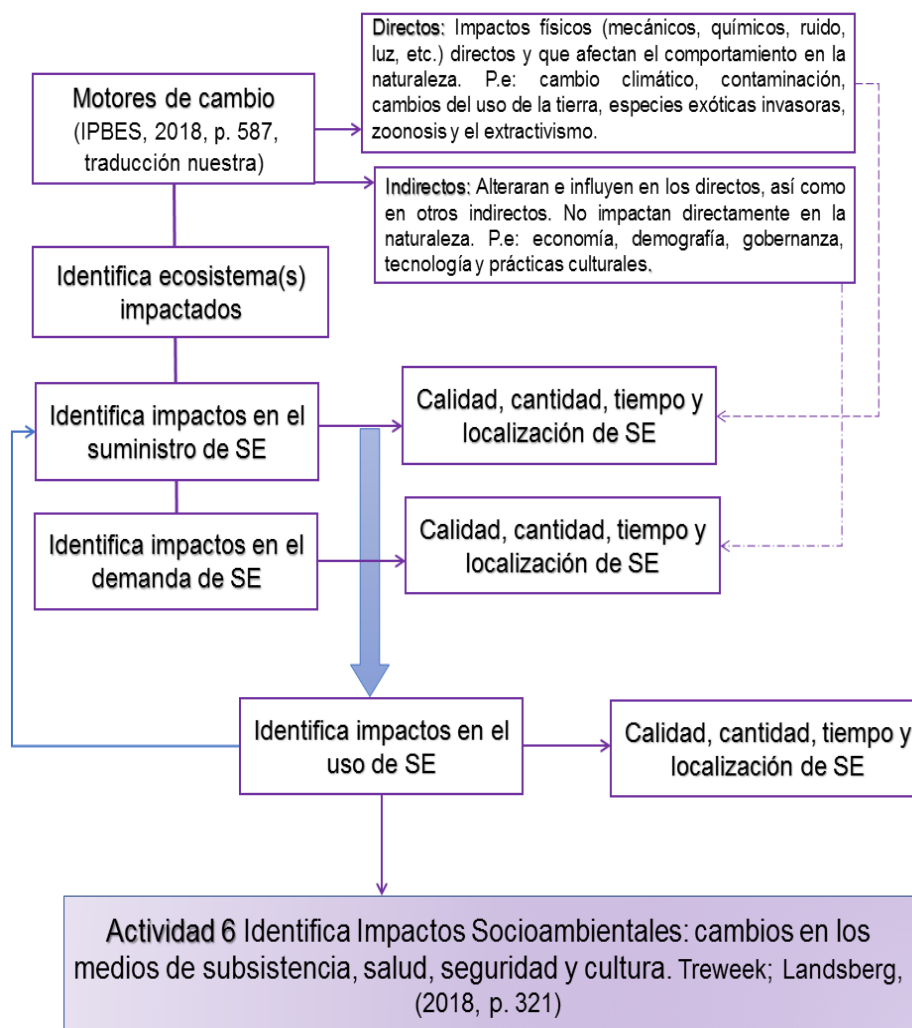 Directos: Impactos físicos (mecánicos, químicos, ruido,
luz, etc.) directos y que afectan el comportamiento en la
naturaleza. P.e: cambio climático, contaminación,
cambios del uso de la tierra, especies exóticas invasoras,
zoonosis y el extractivismo.
Motores de cambio
(IPBES, 2018, p. 587,
traducción nuestra)
Indirectos: Alteraran e influyen en los directos, así como
en otros indirectos. No impactan directamente en la
naturaleza. P.e: economía, demografía, gobernanza,
tecnología y prácticas culturales.
Identifica ecosistema(s)
impactados
Identifica impactos en el
suministro de SE
Calidad, cantidad, tiempo y
localización de SE
Identifica impactos en el
demanda de SE
Calidad, cantidad, tiempo y
localización de SE
Identifica impactos en el
uso de SE
Calidad, cantidad, tiempo y
localización de SE
Actividad 6 Identifica Impactos Socioambientales: cambios en los
medios de subsistencia, salud, seguridad y cultura. Treweek; Landsberg,
(2018, p. 321)